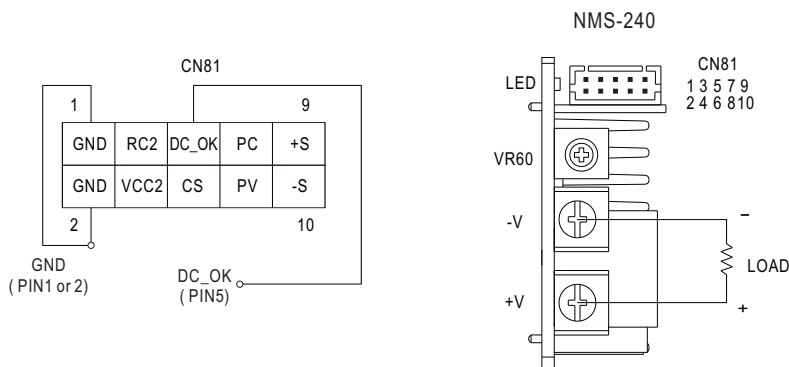 NMS-240
CN81
1 9
GND RC2 DC_OK PC +S
GND VCC2 CS PV -S
2 10
GND
( PIN1 or 2)
DC_OK
( PIN5)
LED
CN81
1 3 5 7 9
2 4 6 8 10
VR60
-V
–
LOAD
+V
+